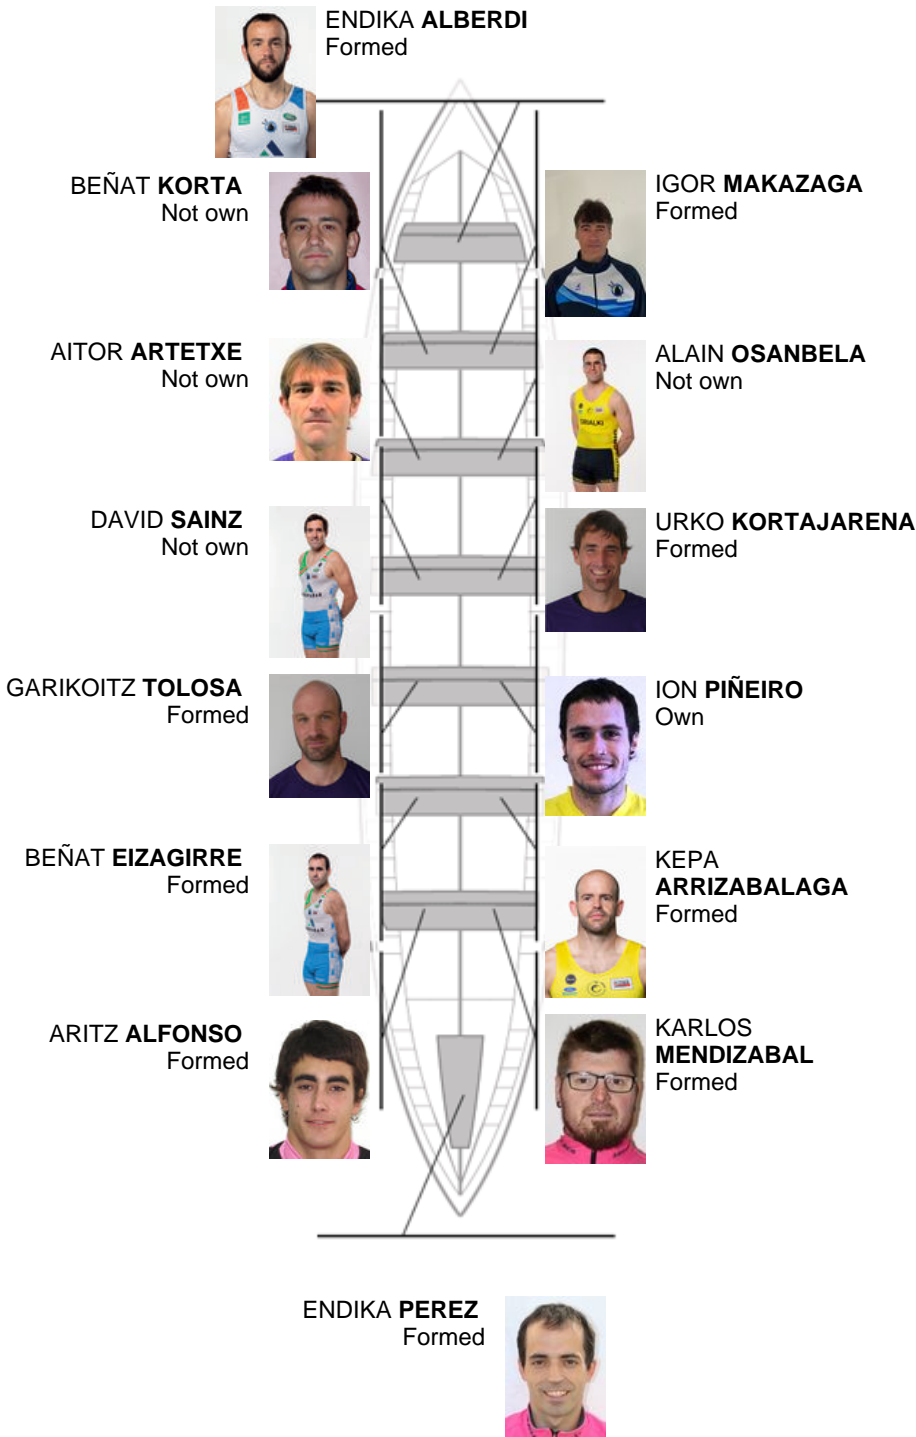 ENDIKA ALBERDI
Formed
BEÑAT KORTA
Not own
IGOR MAKAZAGA
Formed
AITOR ARTETXE
Not own
ALAIN OSANBELA
Not own
DAVID SAINZ
Not own
URKO KORTAJARENA
Formed
GARIKOITZ TOLOSA
Formed
ION PIÑEIRO
Own
BEÑAT EIZAGIRRE
Formed
KEPA
ARRIZABALAGA
Formed
ARITZ ALFONSO
Formed
KARLOS
MENDIZABAL
Formed
ENDIKA PEREZ
Formed